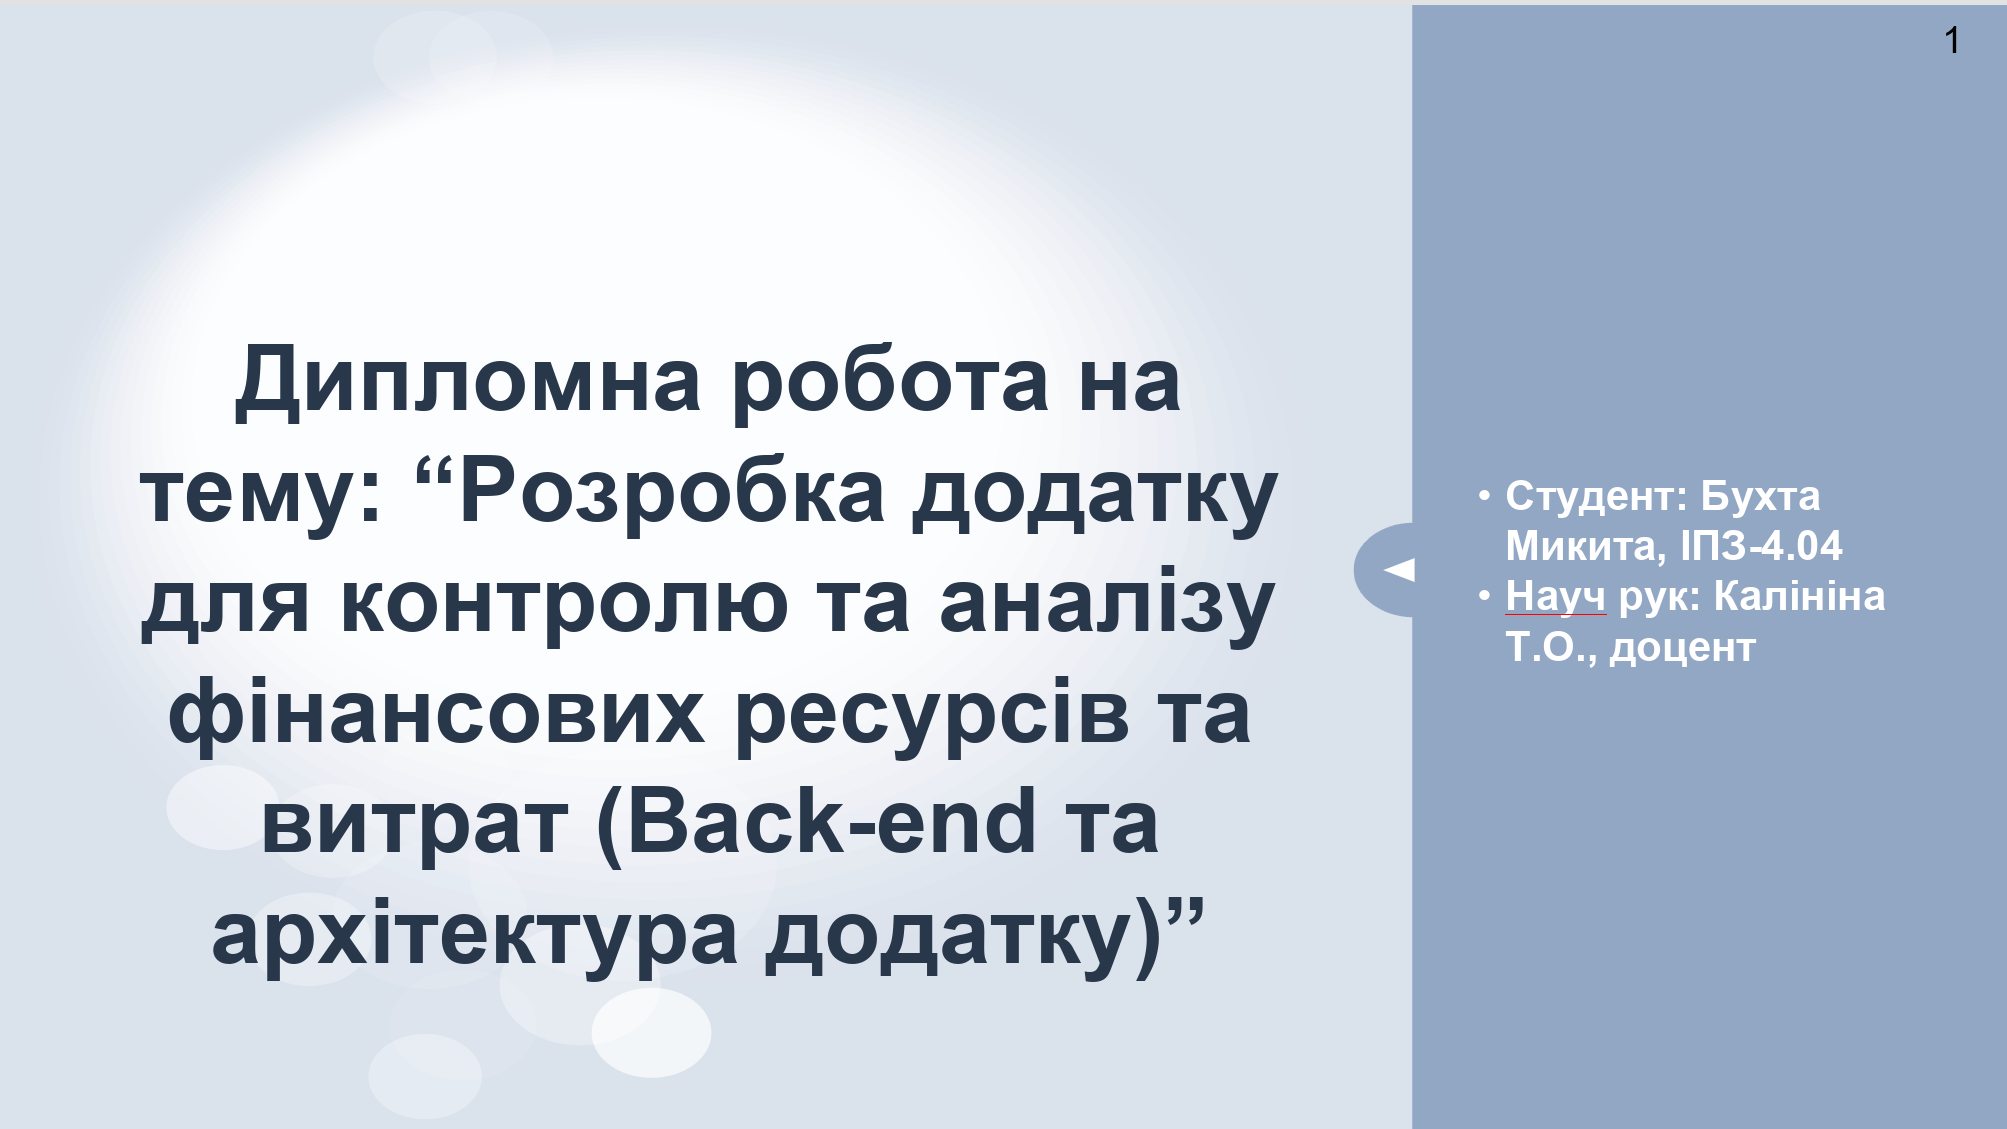 1
Дипломна робота на
тему: “Розробка додатку
для контролю та аналізу
фінансових ресурсів та
витрат (Back-end та
архітектура додатку)”
• Студент: Бухта
Микита, ІПЗ-4.04
• Науч рук: Калініна
Т.О., доцент